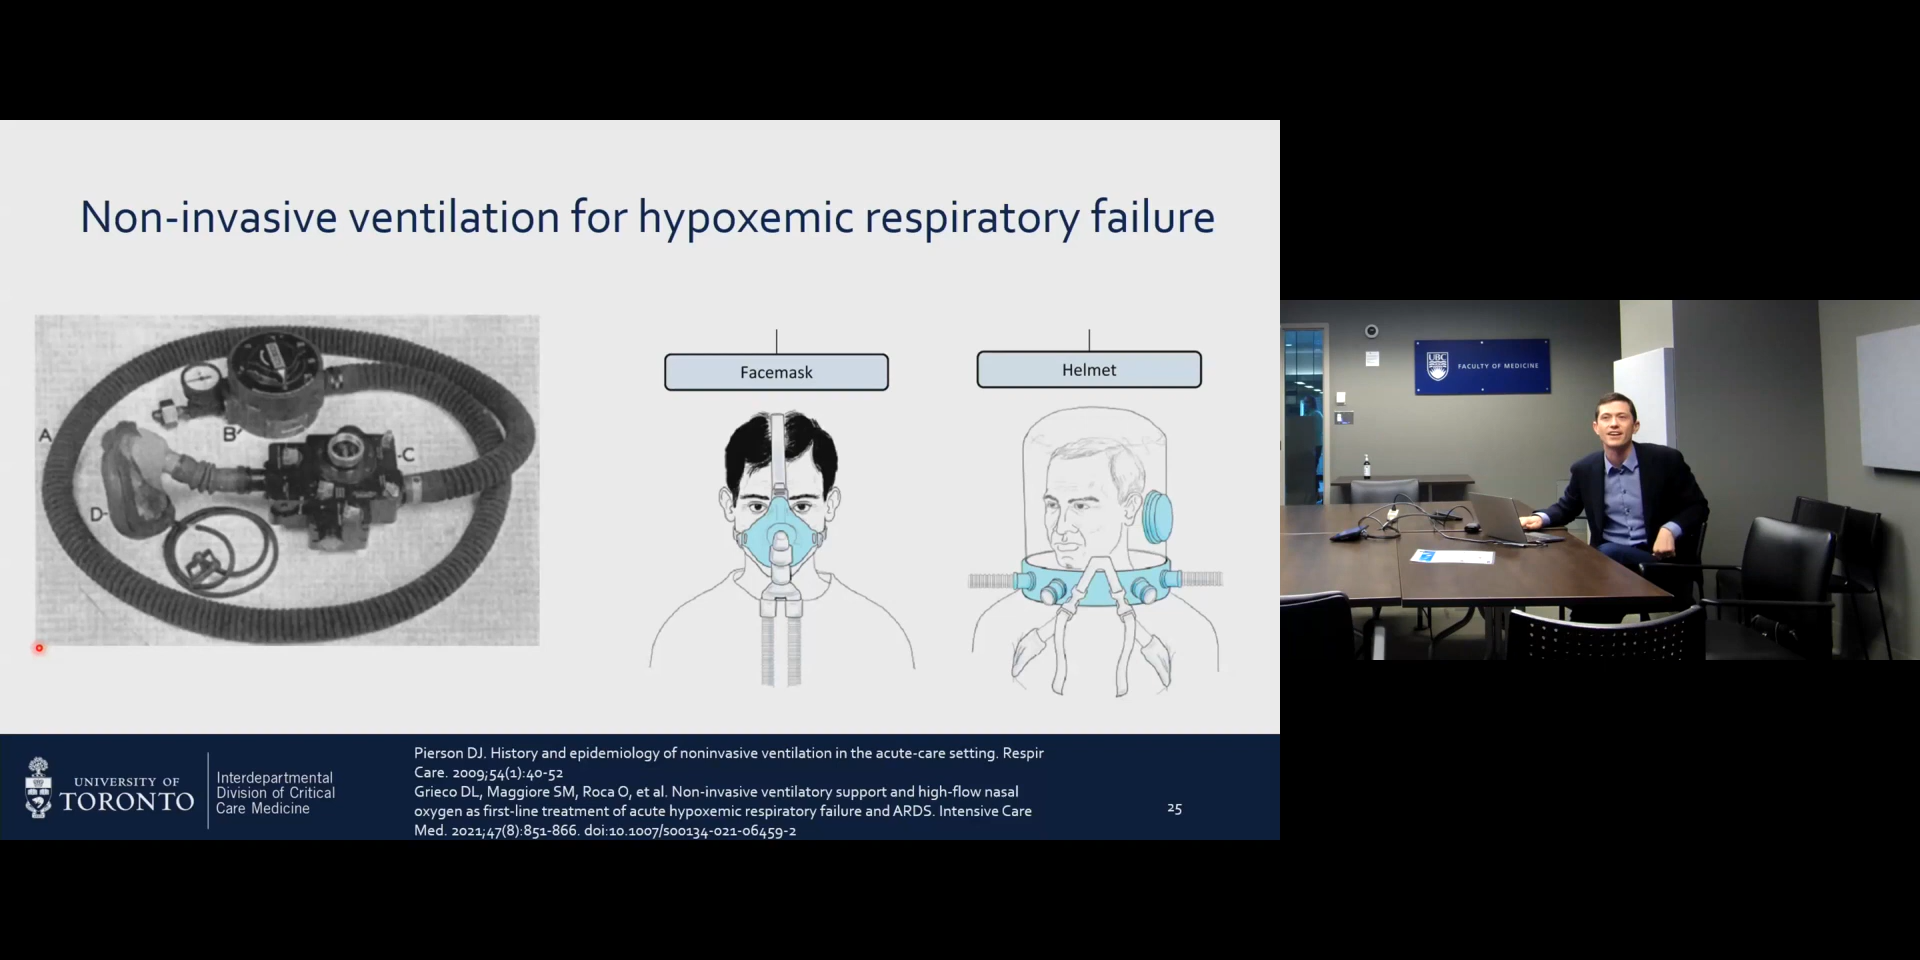 Non-invasive ventilation for hypoxemic respiratory failure
A
B'
-C
D-
Facemask
Helmet
UNIVERSITY OF
TORONTO
Interdepartmental
Division of Critical
Care Medicine
Pierson DJ. History and epidemiology of noninvasive ventilation in the acute-care setting. Respir
Care. 2009;54(1):40-52
Grieco DL, Maggiore SM, Roca O, et al. Non-invasive ventilatory support and high-flow nasal
oxygen as first-line treatment of acute hypoxemic respiratory failure and ARDS. Intensive Care
Med. 2021;47(8):851-866. doi:10.1007/s00134-021-06459-2
25
UBC
FACULTY OF MEDICINE